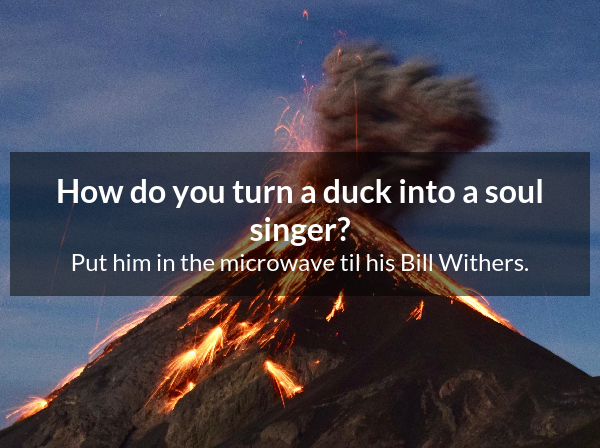 How do you turn a duck into a soul
singer?
Put him in the microwave til his Bill Withers.